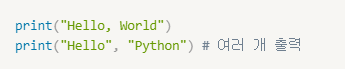 print("Hello, World")
print("Hello", "Python") # 여러 개 출력